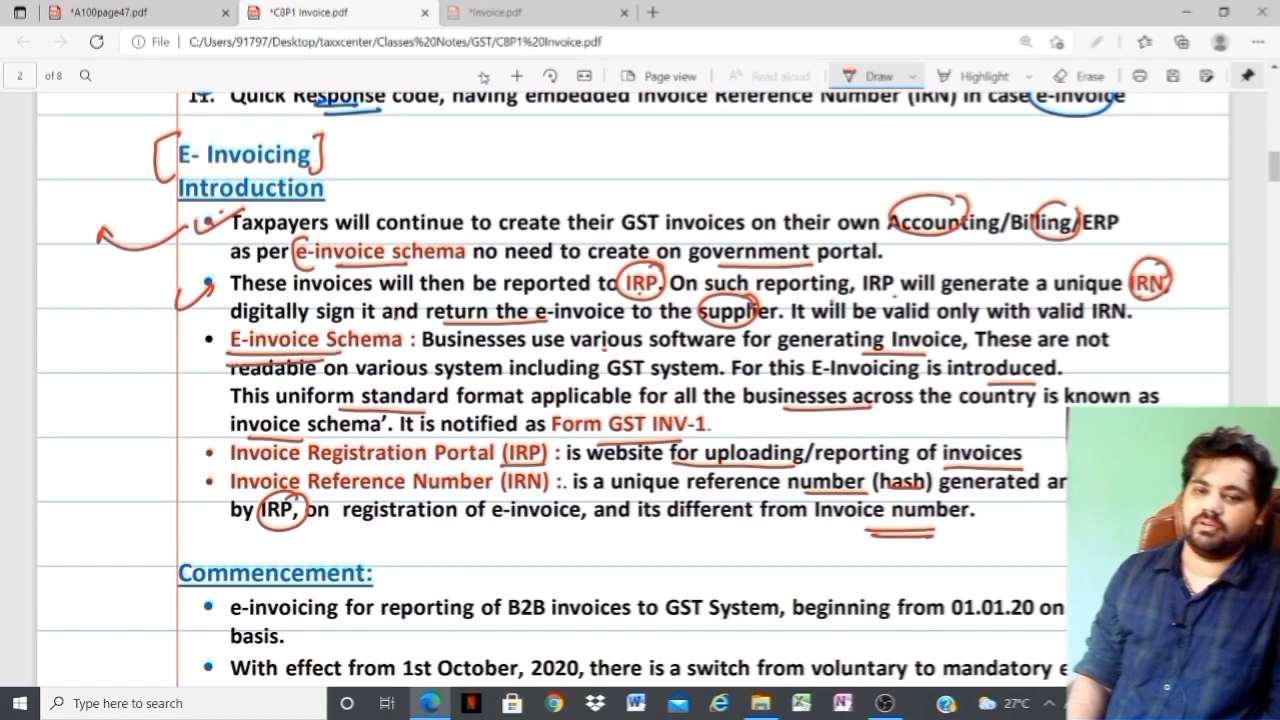 *A100page47.pdf
*C8P1 Invoice.pdf
*Invoice.pdf
File
C:/Users/91797/Desktop/taxxcenter/Classes%20Notes/GST/C8P1%20Invoice.pdf
2 of 8
Page view
Read aloud
Draw
Highlight
Erase
Quick Response code, having embedded Invoice Reference Number (IRN) in case e-invoice
E- Invoicing
Introduction
• Taxpayers will continue to create their GST invoices on their own Accounting/Billing/ERP
as per e-invoice schema no need to create on government portal.
These invoices will then be reported to IRP. On such reporting, IRP will generate a unique IRN,
digitally sign it and return the e-invoice to the supplier. It will be valid only with valid IRN.
• E-invoice Schema : Businesses use various software for generating Invoice, These are not
readable on various system including GST system. For this E-Invoicing is introduced.
This uniform standard format applicable for all the businesses across the country is known as
invoice schema’. It is notified as Form GST INV-1.
• Invoice Registration Portal (IRP) : is website for uploading/reporting of invoices
• Invoice Reference Number (IRN) :. is a unique reference number (hash) generated
by IRP, on registration of e-invoice, and its different from Invoice number.
Commencement:
• e-invoicing for reporting of B2B invoices to GST System, beginning from 01.01.20 on
basis.
• With effect from 1st October, 2020, there is a switch from voluntary to mandatory
Type here to search
27°C